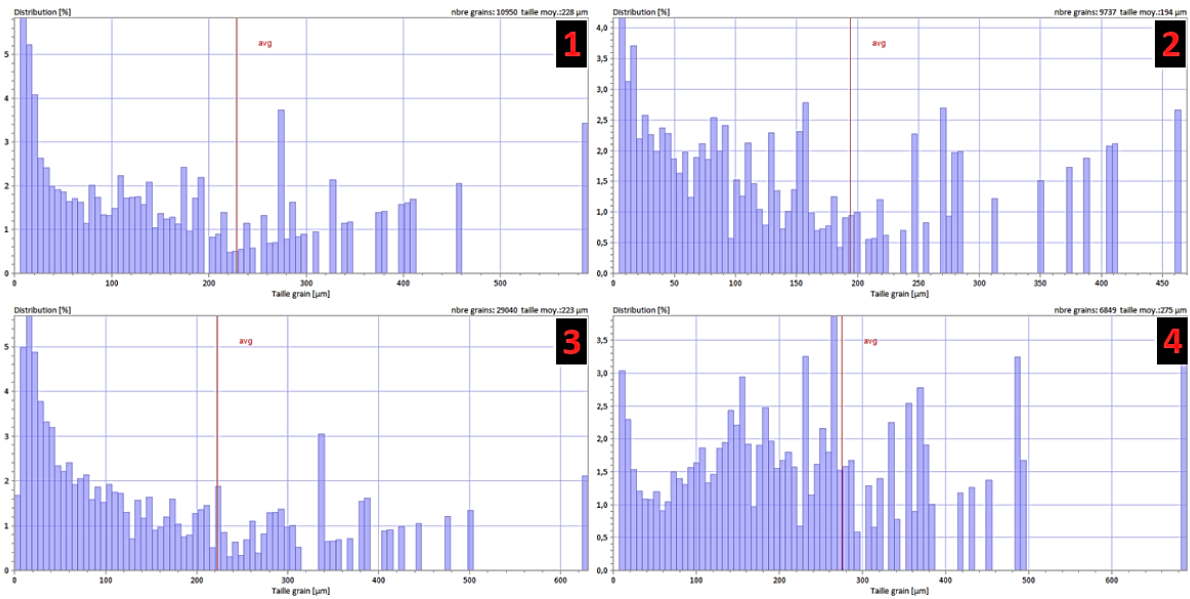 Distribution [%] nbre grains: 10950 taille moy.:228 µm
1
avg
5
4
3
2
1
0
0 100 200 300 400 500
Taille grain [µm]
Distribution [%] nbre grains: 9737 taille moy.:194 µm
2
avg
4,0
3,5
3,0
2,5
2,0
1,5
1,0
0,5
0,0
0 50 100 150 200 250 300 350 400 450
Taille grain [µm]
Distribution [%] nbre grains: 29040 taille moy.:223 µm
3
avg
5
4
3
2
1
0
0 100 200 300 400 500 600
Taille grain [µm]
Distribution [%] nbre grains: 6849 taille moy.:275 µm
4
avg
3,5
3,0
2,5
2,0
1,5
1,0
0,5
0,0
0 100 200 300 400 500 600
Taille grain [µm]